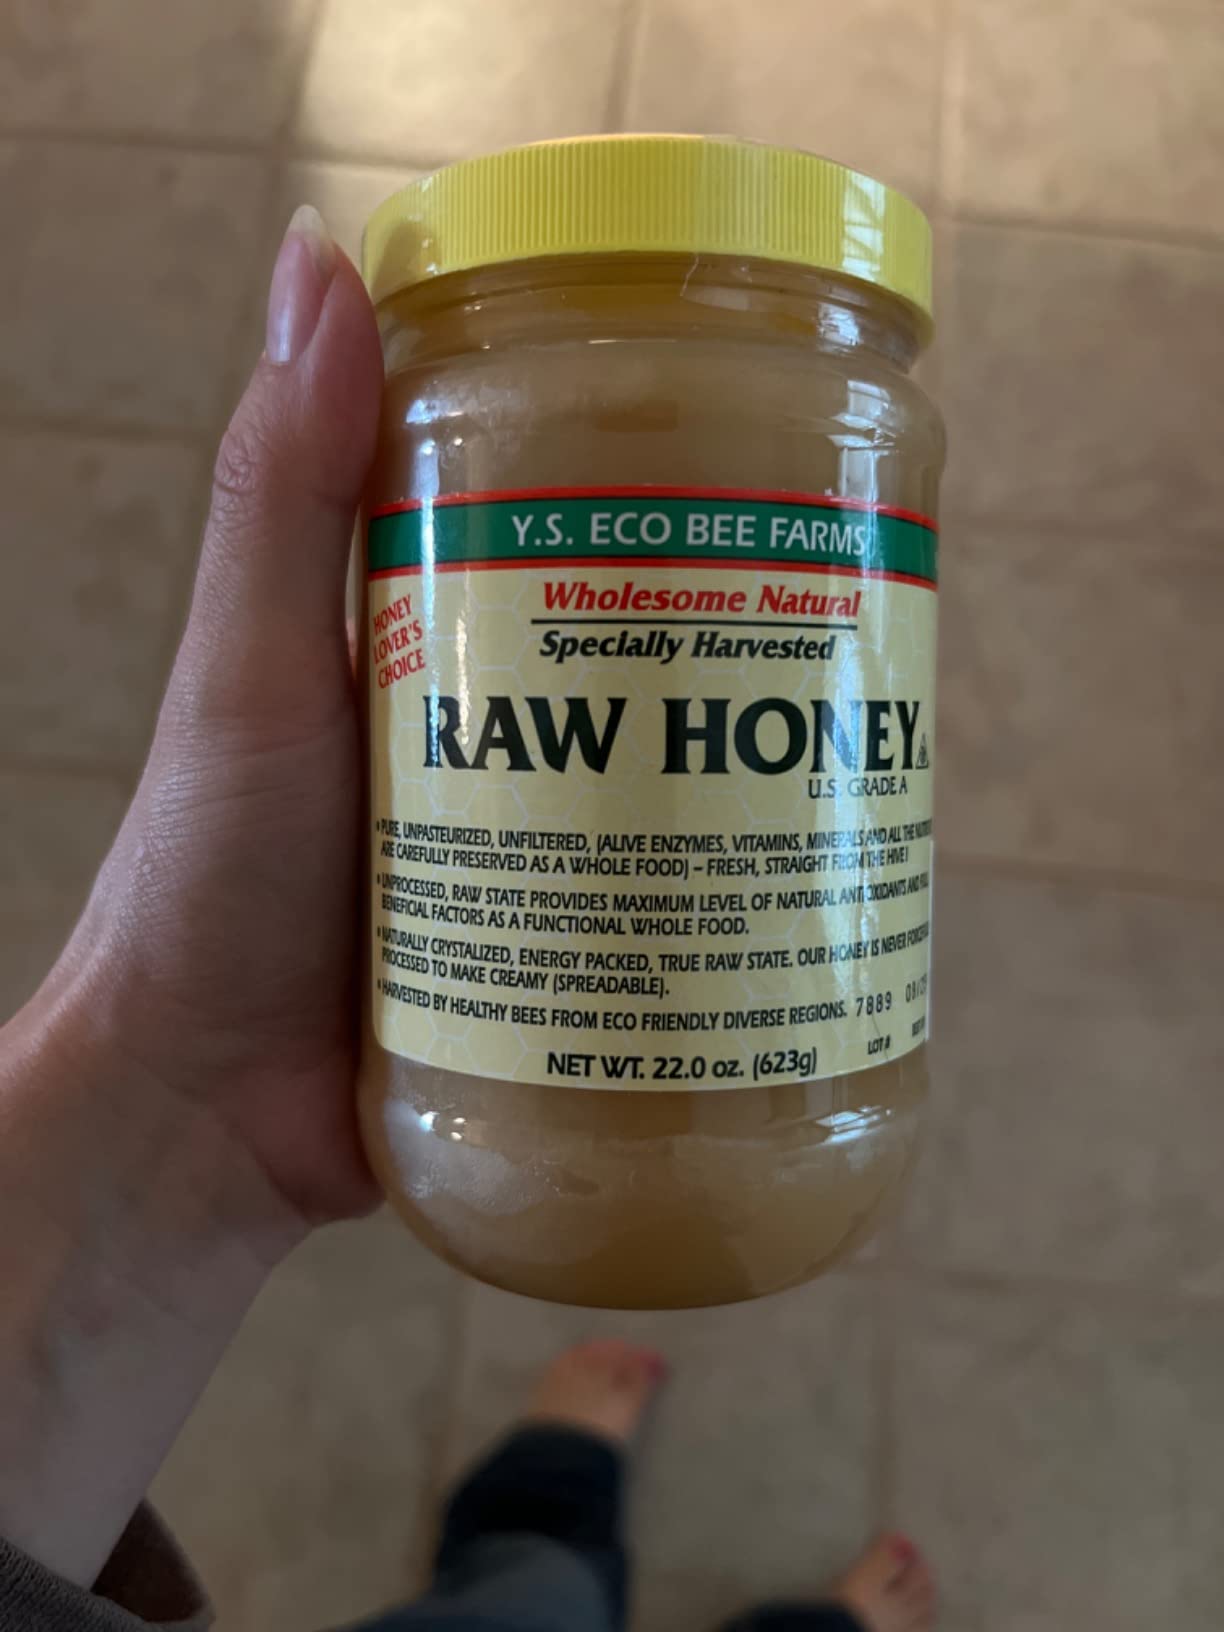 Y.S. ECO BEE FARMS
Wholesome Natural
Specially Harvested
HONEY
LOVER'S
CHOICE
RAW HONEY
U.S. GRADE A
• PURE, UNPASTEURIZED, UNFILTERED, (ALIVE ENZYMES, VITAMINS, MINERALS AND ALL THE
ARE CAREFULLY PRESERVED AS A WHOLE FOOD) – FRESH, STRAIGHT FROM THE HIVE!
• UNPROCESSED, RAW STATE PROVIDES MAXIMUM LEVEL OF NATURAL ANTIOXIDANTS AND
BENEFICIAL FACTORS AS A FUNCTIONAL WHOLE FOOD.
• NATURALLY CRYSTALIZED, ENERGY PACKED, TRUE RAW STATE. OUR HONEY IS NEVER
PROCESSED TO MAKE CREAMY (SPREADABLE).
• HARVESTED BY HEALTHY BEES FROM ECO FRIENDLY DIVERSE REGIONS. 7889
LOT #
NET WT. 22.0 oz. (623g)